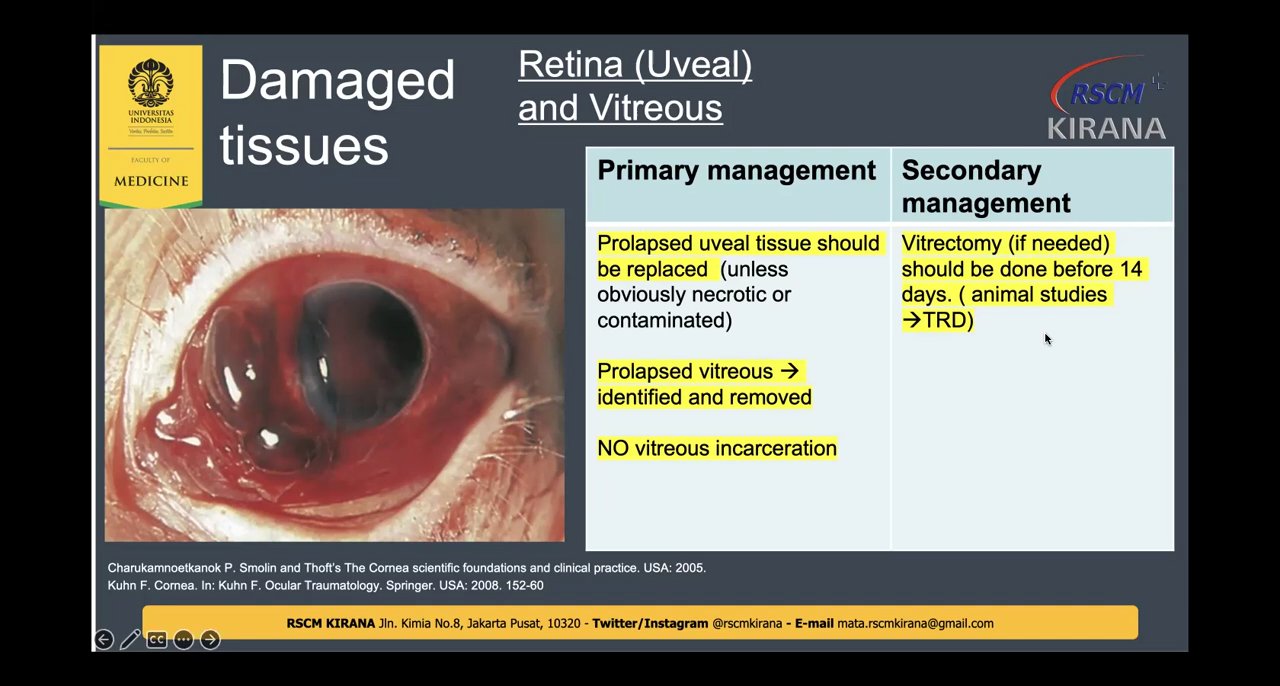 UNIVERSITAS
INDONESIA
Veritas, Probitas, Iustitia
FACULTY OF
MEDICINE
Damaged
tissues
Retina (Uveal)
and Vitreous
RSCM
KIRANA
Primary management
Prolapsed uveal tissue should
be replaced (unless
obviously necrotic or
contaminated)
Prolapsed vitreous →
identified and removed
NO vitreous incarceration
Secondary
management
Vitrectomy (if needed)
should be done before 14
days. ( animal studies
→TRD)
Charukamnoetkanok P. Smolin and Thoft's The Cornea scientific foundations and clinical practice. USA: 2005.
Kuhn F. Cornea. In: Kuhn F. Ocular Traumatology. Springer. USA: 2008. 152-60
RSCM KIRANA Jln. Kimia No.8, Jakarta Pusat, 10320 - Twitter/Instagram @rscmkirana - E-mail mata.rscmkirana@gmail.com
CC